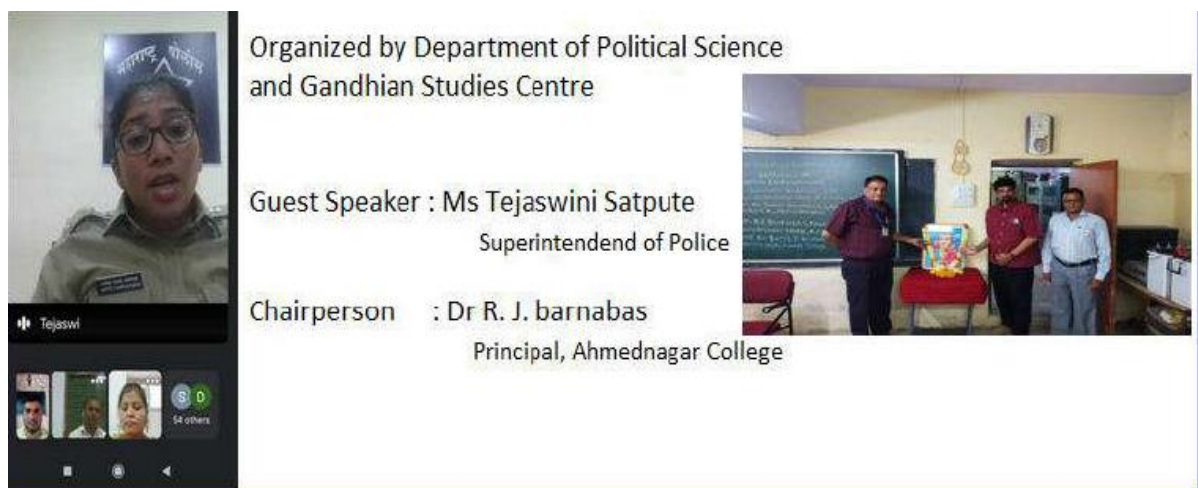 महाराष्ट्र पोलीस
Tejaswi
S D
54 others
Organized by Department of Political Science
and Gandhian Studies Centre
Guest Speaker : Ms Tejaswini Satpute
Superintendend of Police
Chairperson : Dr R. J. barnabas
Principal, Ahmednagar College